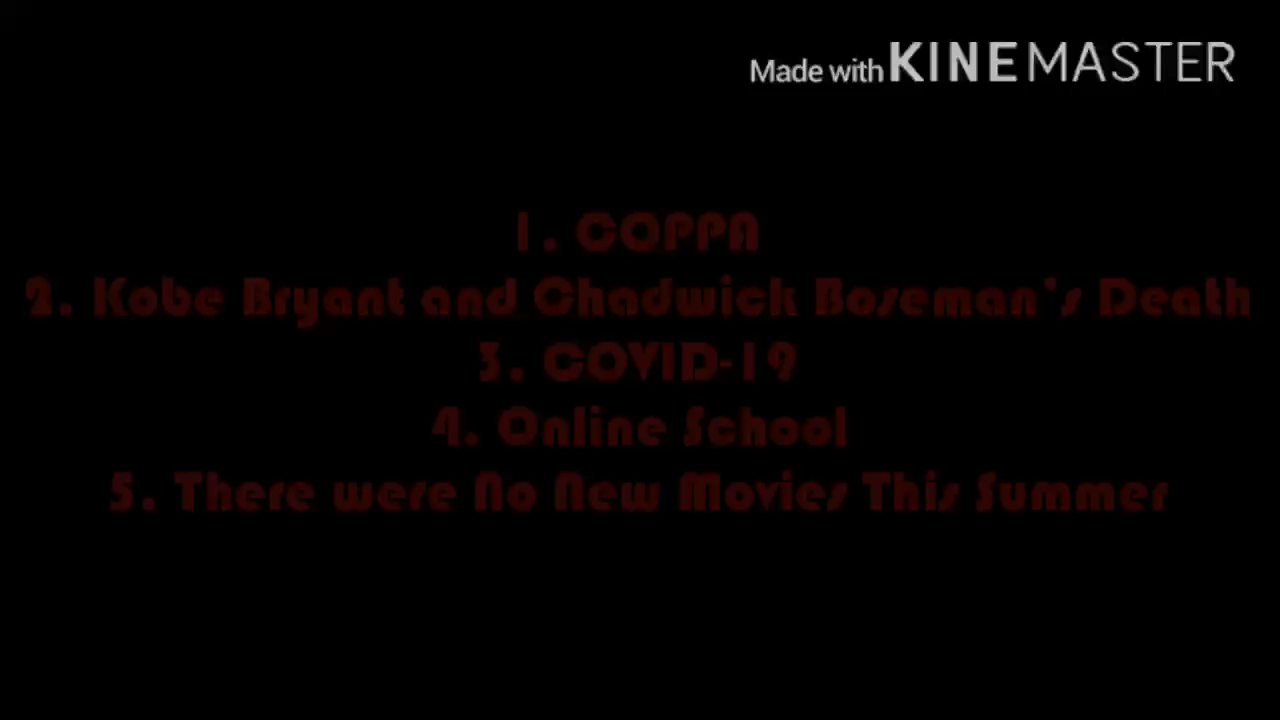 Made with KINEMASTER
1. COPPA
2. Kobe Bryant and Chadwick Boseman's Death
3. COVID-19
4. Online School
5. There were No New Movies This Summer